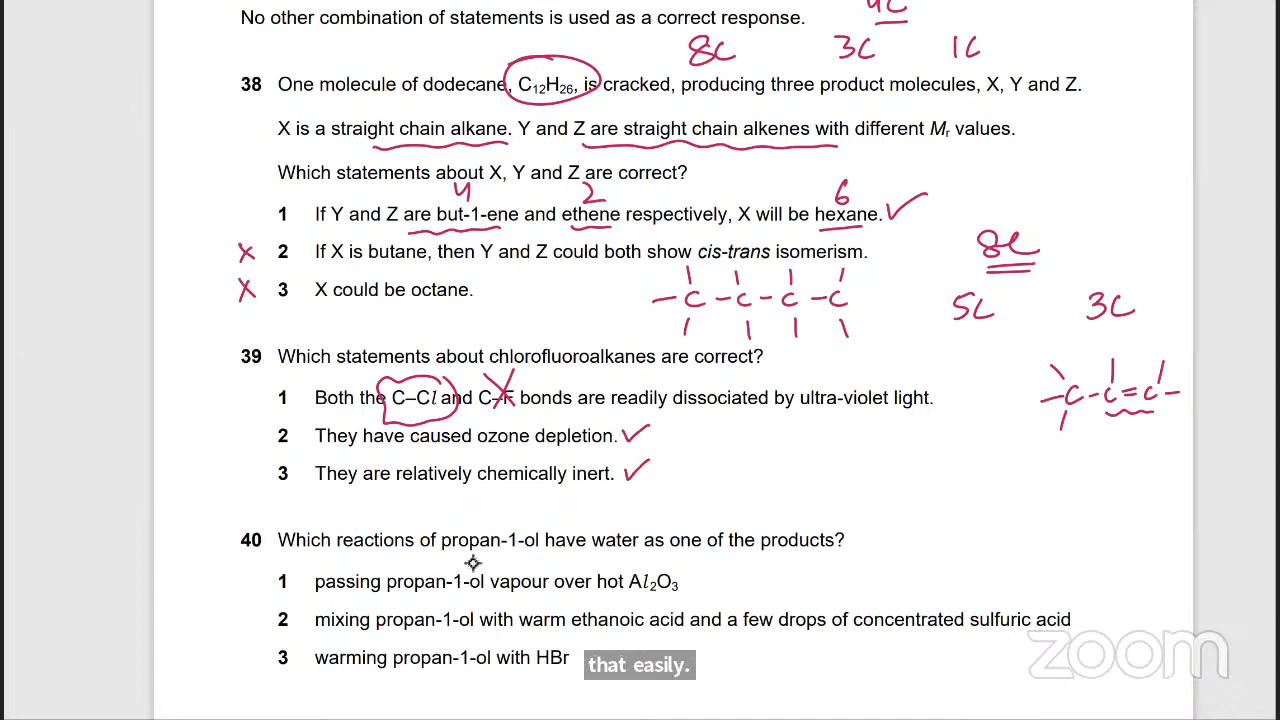 4C
No other combination of statements is used as a correct response.
8C 3C 1C
38 One molecule of dodecane, C₁₂H₂₆, is cracked, producing three product molecules, X, Y and Z.
X is a straight chain alkane. Y and Z are straight chain alkenes with different Mᵣ values.
Which statements about X, Y and Z are correct?
4 2 6
1 If Y and Z are but-1-ene and ethene respectively, X will be hexane. ✓
x 2 If X is butane, then Y and Z could both show cis-trans isomerism.
8C
x 3 X could be octane.
– C – C – C – C
5C 3C
39 Which statements about chlorofluoroalkanes are correct?
1 Both the C–Cl and C–F bonds are readily dissociated by ultra-violet light.
– C – C = C –
2 They have caused ozone depletion. ✓
3 They are relatively chemically inert. ✓
40 Which reactions of propan-1-ol have water as one of the products?
1 passing propan-1-ol vapour over hot Al₂O₃
2 mixing propan-1-ol with warm ethanoic acid and a few drops of concentrated sulfuric acid
3 warming propan-1-ol with HBr
that easily.
zoom